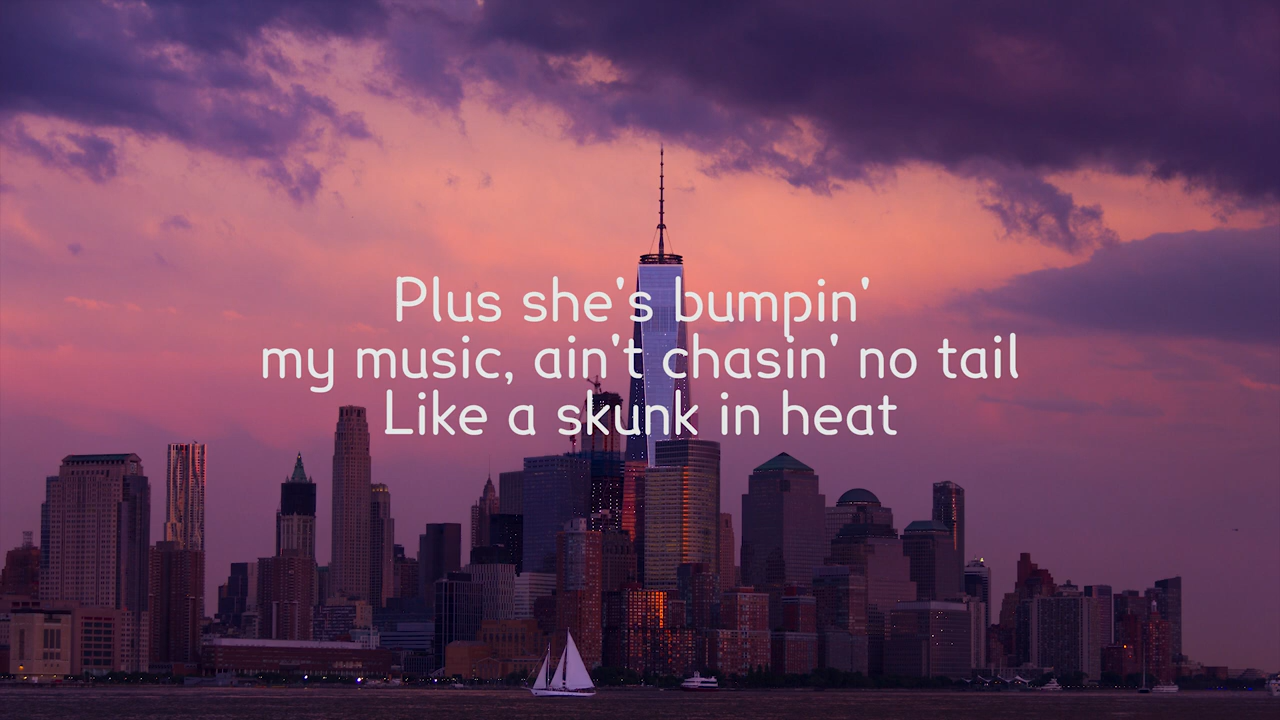 Plus she's bumpin'
my music, ain't chasin' no tail
Like a skunk in heat